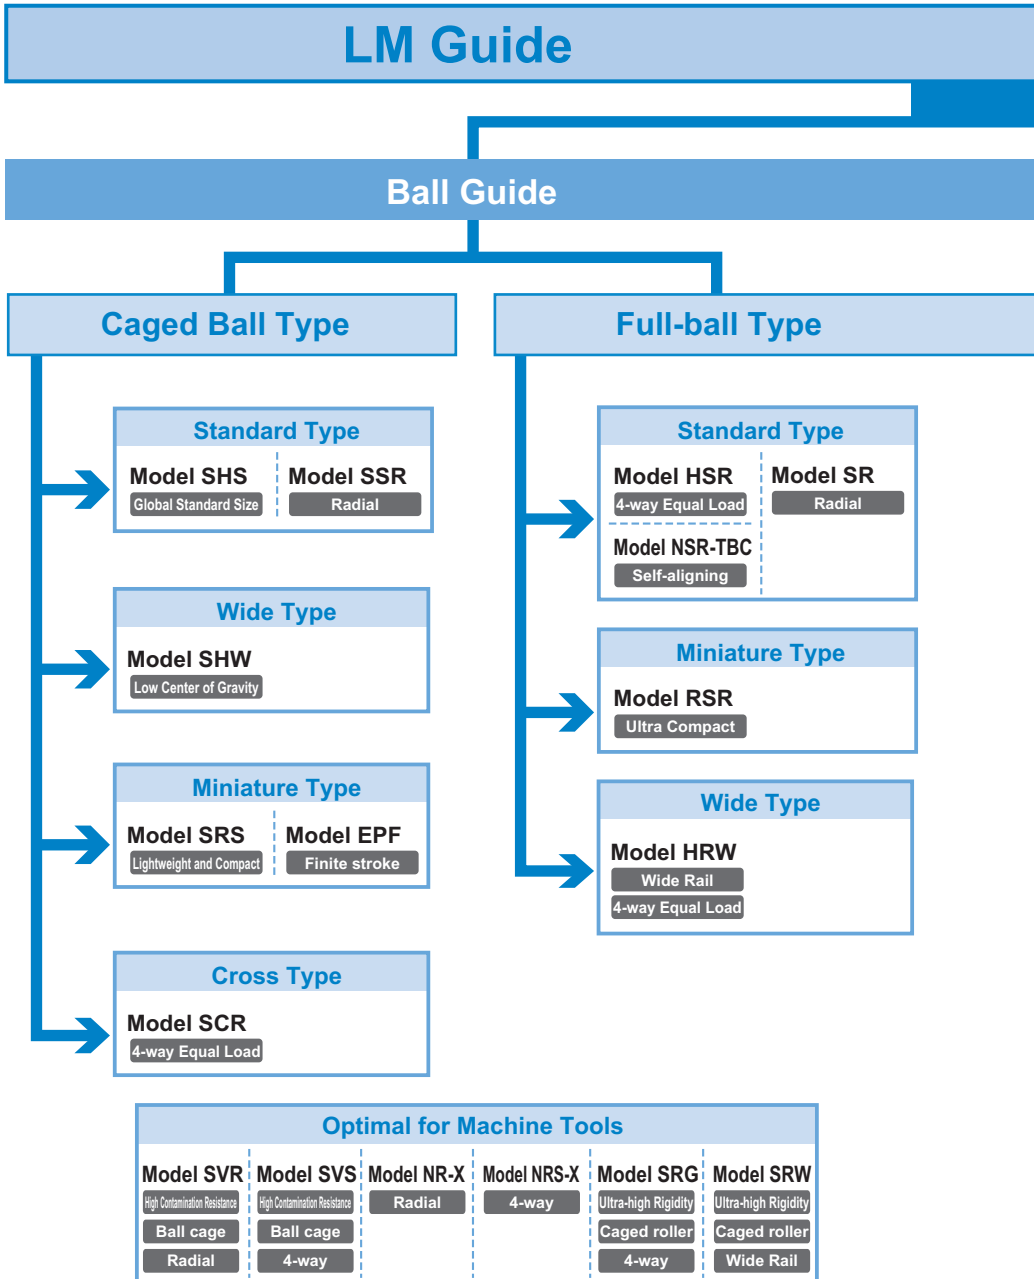 LM Guide
Ball Guide
Caged Ball Type
Standard Type
Model SHS
Global Standard Size
Model SSR
Radial
Wide Type
Model SHW
Low Center of Gravity
Miniature Type
Model SRS
Lightweight and Compact
Model EPF
Finite stroke
Cross Type
Model SCR
4-way Equal Load
Full-ball Type
Standard Type
Model HSR
4-way Equal Load
Model NSR-TBC
Self-aligning
Model SR
Radial
Miniature Type
Model RSR
Ultra Compact
Wide Type
Model HRW
Wide Rail
4-way Equal Load
Optimal for Machine Tools
Model SVR
High Contamination Resistance
Ball cage
Radial
Model SVS
High Contamination Resistance
Ball cage
4-way
Model NR-X
Radial
Model NRS-X
4-way
Model SRG
Ultra-high Rigidity
Caged roller
4-way
Model SRW
Ultra-high Rigidity
Caged roller
Wide Rail